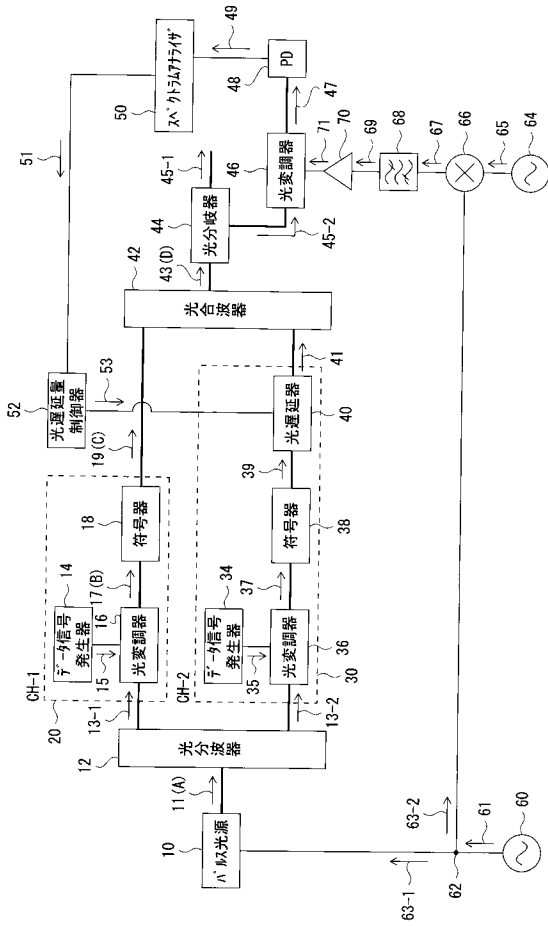 10
パルス光源
11(A)
12
光分波器
13-1
13-2
CH-1
20
データ信号
発生器
14
15
16
光変調器
17(B)
18
符号器
19(C)
CH-2
30
データ信号
発生器
34
35
36
光変調器
37
38
符号器
39
40
光遅延器
41
42
光合波器
43(D)
44
光分岐器
45-1
45-2
46
光変調器
47
48
PD
49
50
スペクトラムアナライザ
51
52
光遅延量
制御器
53
60
61
62
63-1
63-2
64
65
66
67
68
69
70
71